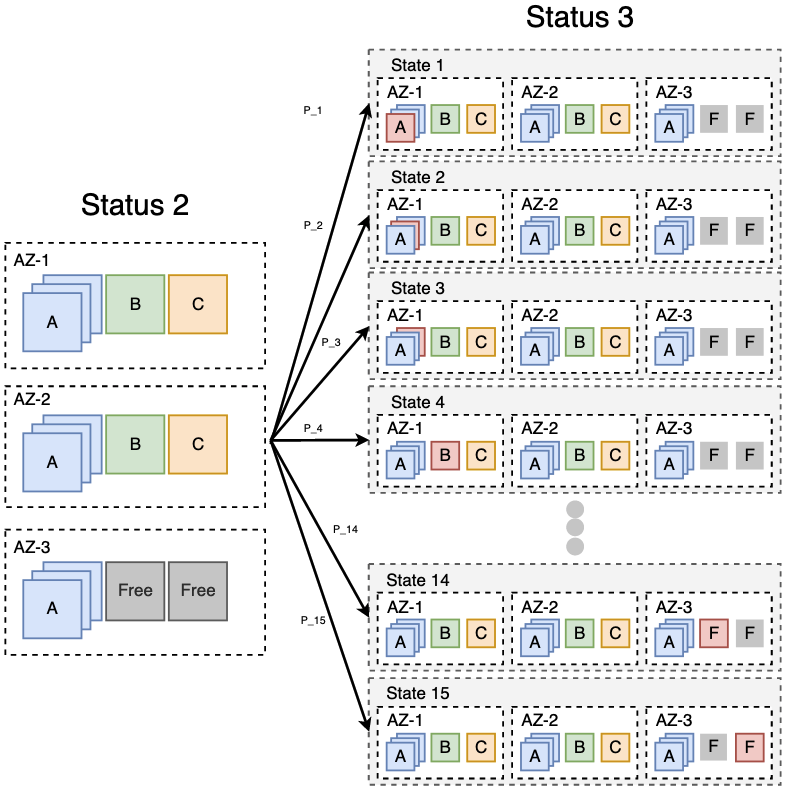 Status 2
AZ-1
A
B
C
AZ-2
A
B
C
AZ-3
A
Free
Free
P_1
P_2
P_3
P_4
P_14
P_15
Status 3
State 1
AZ-1 AZ-2 AZ-3
A B C A B C A F F
State 2
AZ-1 AZ-2 AZ-3
A B C A B C A F F
State 3
AZ-1 AZ-2 AZ-3
A B C A B C A F F
State 4
AZ-1 AZ-2 AZ-3
A B C A B C A F F
State 14
AZ-1 AZ-2 AZ-3
A B C A B C A F F
State 15
AZ-1 AZ-2 AZ-3
A B C A B C A F F